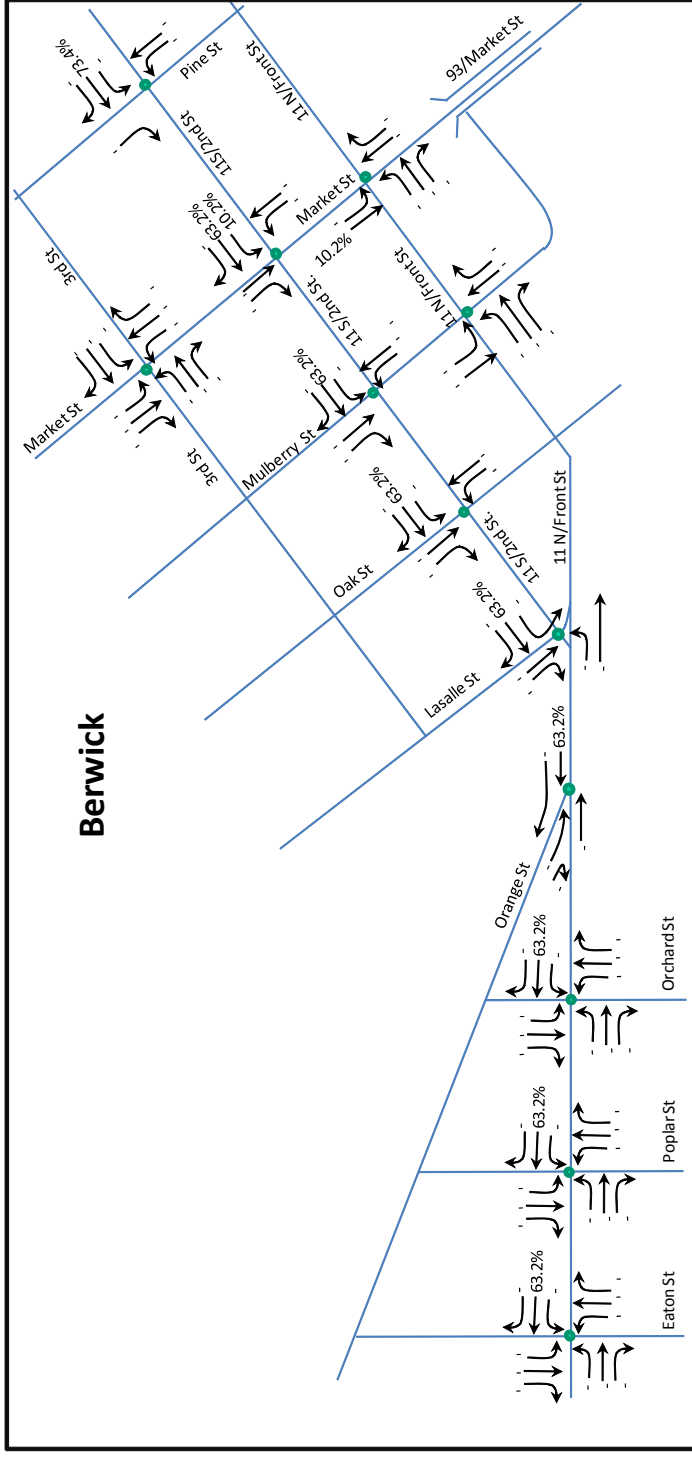 Berwick
73.4%
Pine St
11 N/Front St
93/Market St
11S/2nd St
3rd St
63.2%
10.2%
Market St
10.2%
Market St
3rd St
11S/2nd St.
11 N/Front St
11 N
63.2%
Mulberry St
63.2%
Oak St
11S/2nd St.
11 N/Front St
63.2%
Lasalle St
63.2%
Orange St
63.2%
Orchard St
63.2%
Poplar St
63.2%
Eaton St